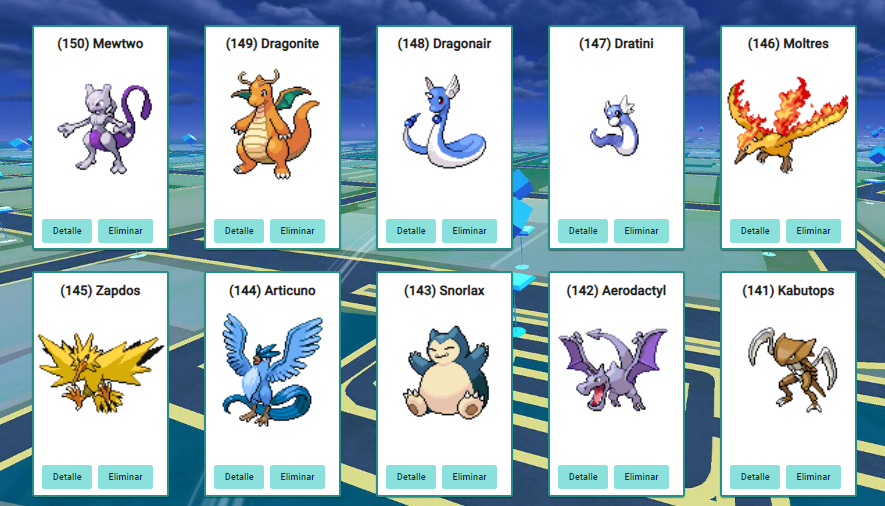 (150) Mewtwo
Detalle Eliminar
(149) Dragonite
Detalle Eliminar
(148) Dragonair
Detalle Eliminar
(147) Dratini
Detalle Eliminar
(146) Moltres
Detalle Eliminar
(145) Zapdos
Detalle Eliminar
(144) Articuno
Detalle Eliminar
(143) Snorlax
Detalle Eliminar
(142) Aerodactyl
Detalle Eliminar
(141) Kabutops
Detalle Eliminar